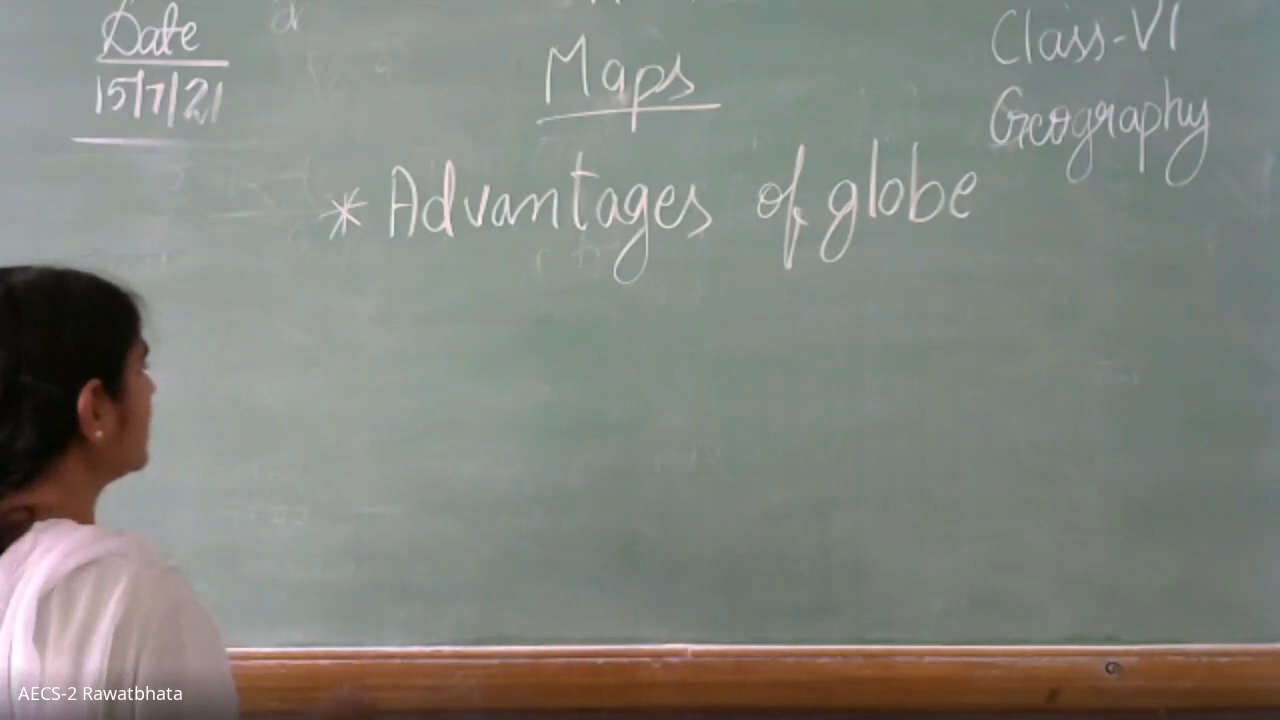 Date
15/7/21
Maps
Class-VI
Geography
* Advantages of globe
AECS-2 Rawatbhata